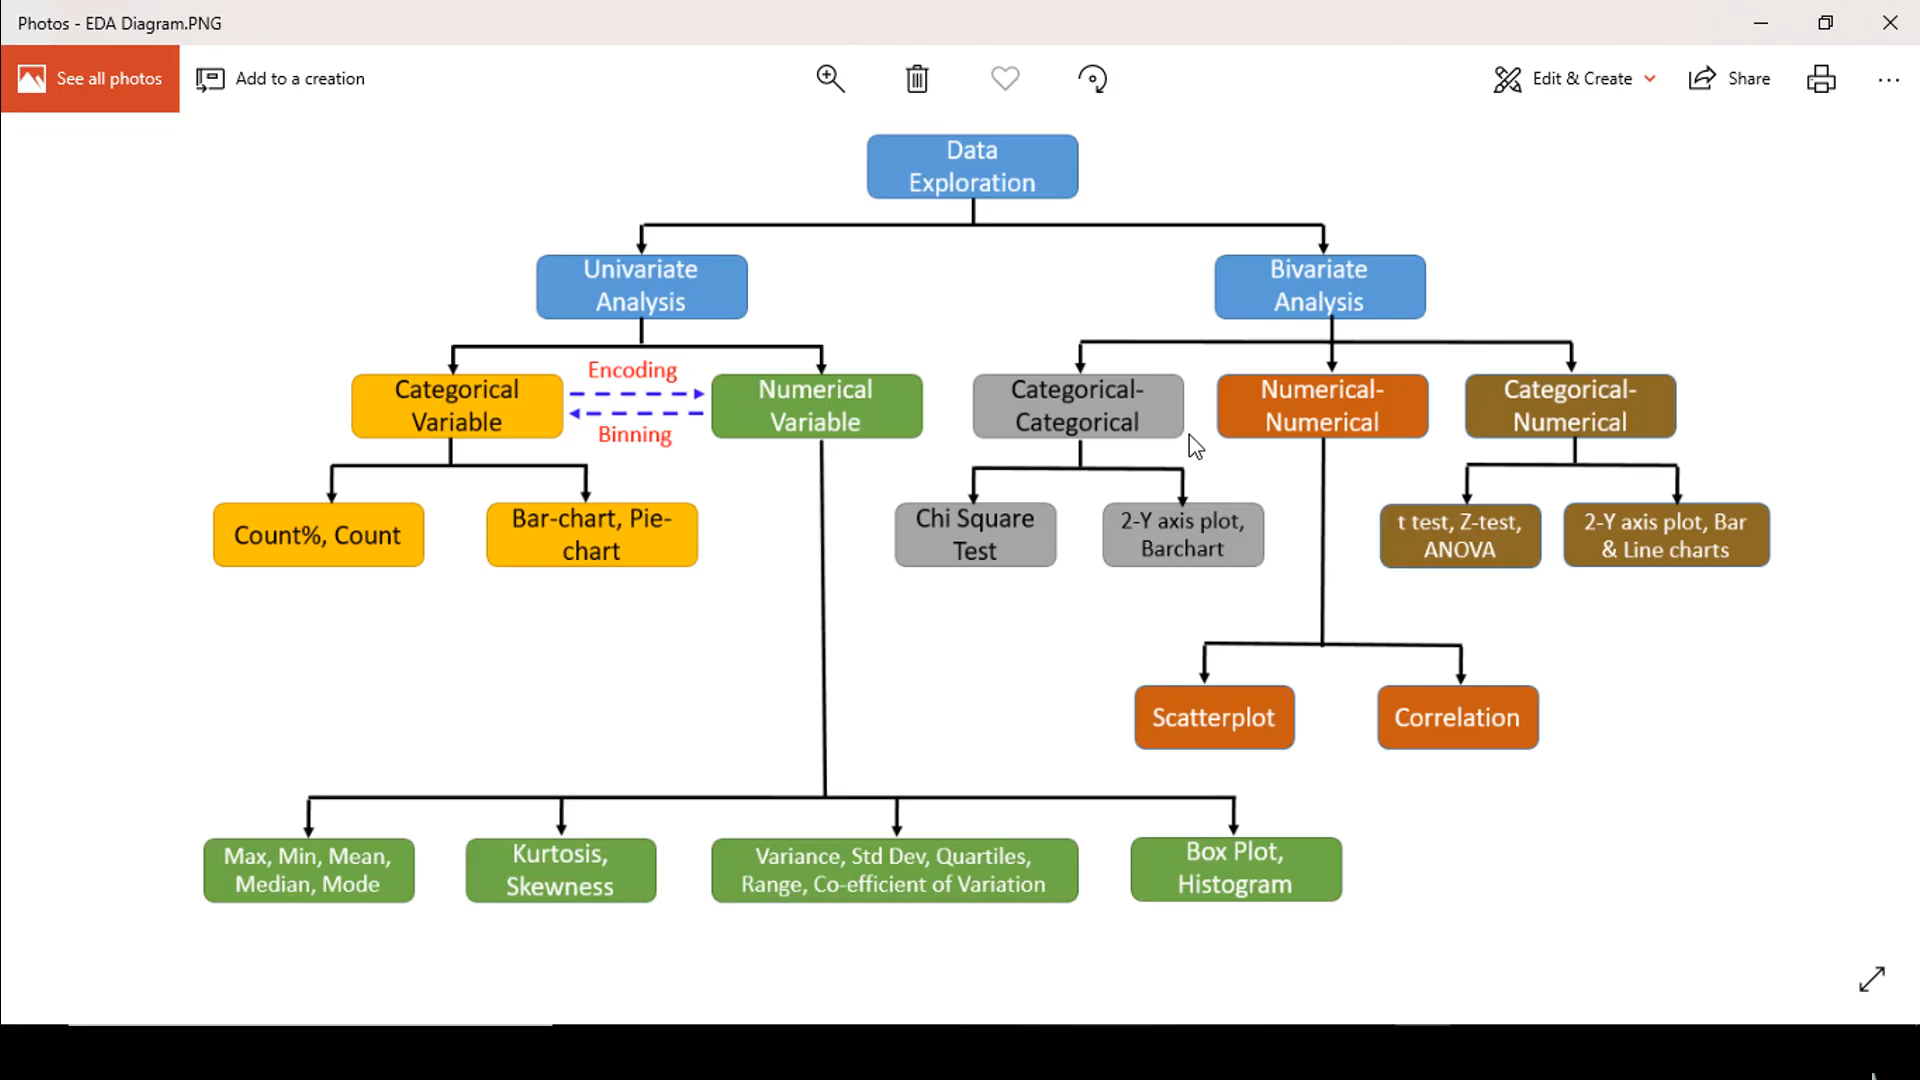 Photos - EDA Diagram.PNG
See all photos
Add to a creation
Edit & Create
Share
Data
Exploration
Univariate
Analysis
Bivariate
Analysis
Categorical
Variable
Encoding
Binning
Numerical
Variable
Categorical-
Categorical
Numerical-
Numerical
Categorical-
Numerical
Count%, Count
Bar-chart, Pie-
chart
Chi Square
Test
2-Y axis plot,
Barchart
t test, Z-test,
ANOVA
2-Y axis plot, Bar
& Line charts
Scatterplot
Correlation
Max, Min, Mean,
Median, Mode
Kurtosis,
Skewness
Variance, Std Dev, Quartiles,
Range, Co-efficient of Variation
Box Plot,
Histogram